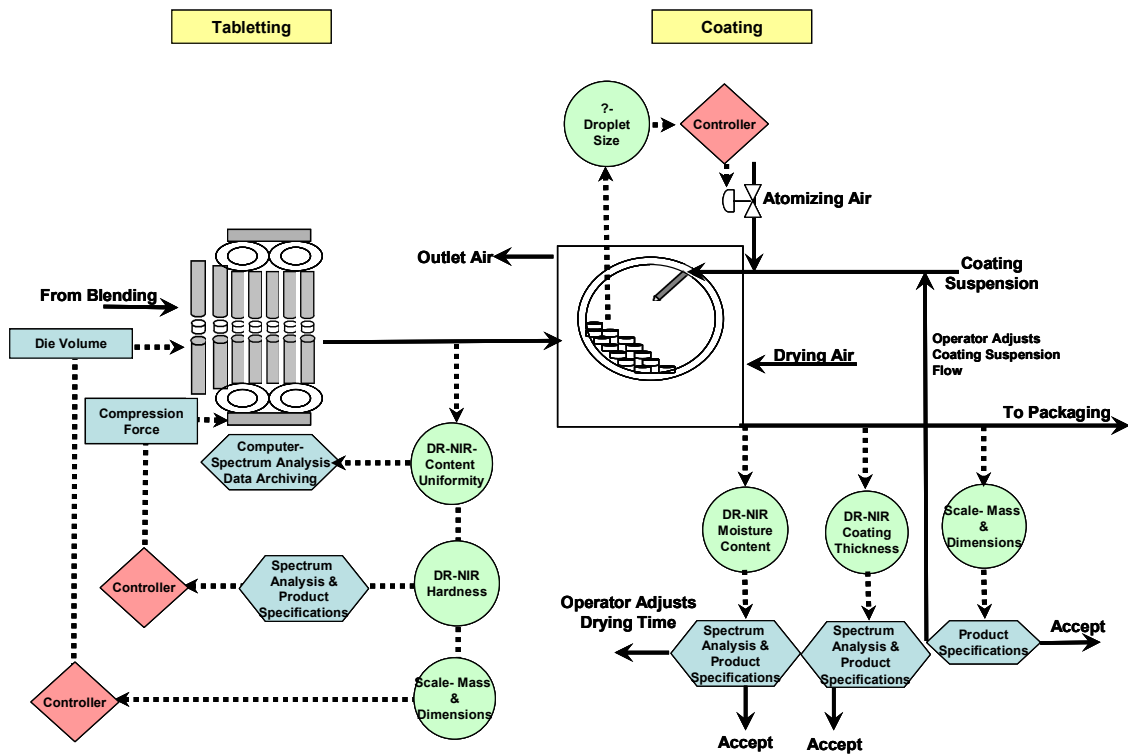 Tabletting
Coating
?-
Droplet
Size
Controller
Atomizing Air
Outlet Air
Coating
Suspension
From Blending
Die Volume
Operator Adjusts
Coating Suspension
Flow
Drying Air
Compression
Force
To Packaging
Computer-
Spectrum Analysis
Data Archiving
DR-NIR-
Content
Uniformity
DR-NIR
Moisture
Content
DR-NIR
Coating
Thickness
Scale- Mass
&
Dimensions
Controller
Spectrum
Analysis &
Product
Specifications
DR-NIR
Hardness
Operator Adjusts
Drying Time
Spectrum
Analysis &
Product
Specifications
Spectrum
Analysis &
Product
Specifications
Product
Specifications
Accept
Controller
Scale- Mass
&
Dimensions
Accept
Accept